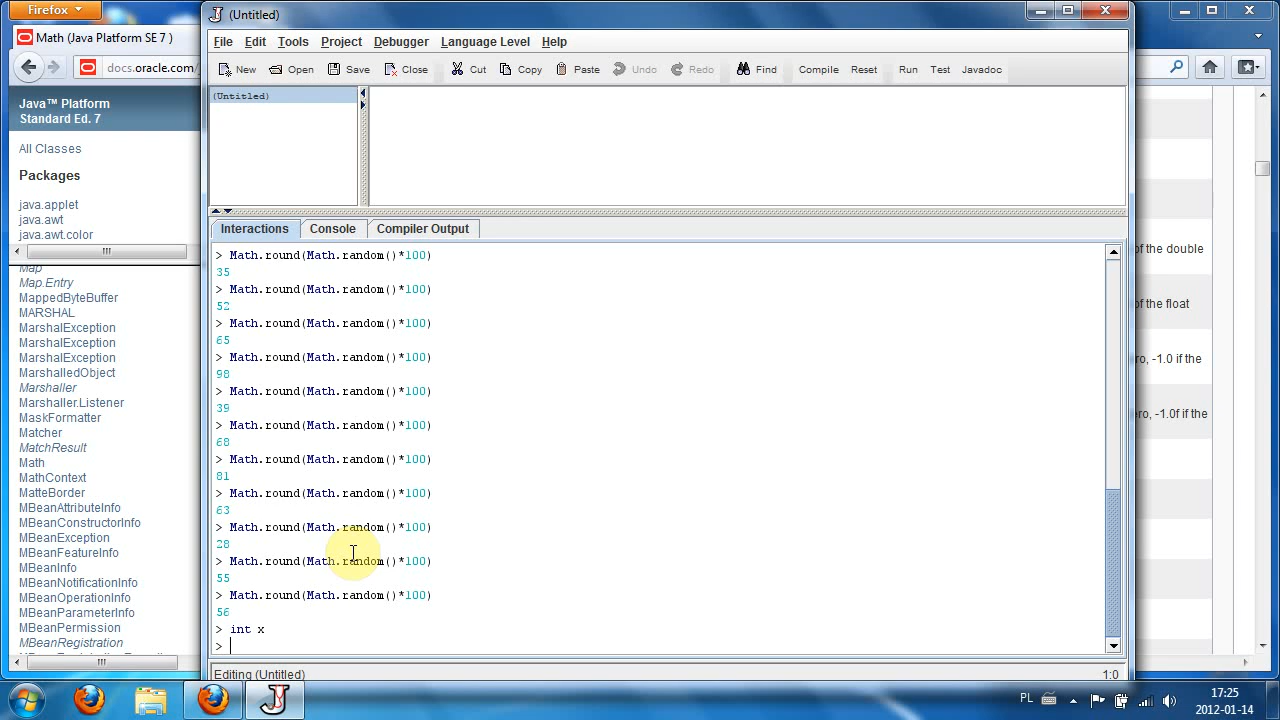 Firefox
Math (Java Platform SE 7 )
docs.oracle.com/
Java™ Platform
Standard Ed. 7
All Classes
Packages
java.applet
java.awt
java.awt.color
Map
Map.Entry
MappedByteBuffer
MARSHAL
MarshalException
MarshalException
MarshalException
MarshalledObject
Marshaller
Marshaller.Listener
MaskFormatter
Matcher
MatchResult
Math
MathContext
MatteBorder
MBeanAttributeInfo
MBeanConstructorInfo
MBeanException
MBeanFeatureInfo
MBeanInfo
MBeanNotificationInfo
MBeanOperationInfo
MBeanParameterInfo
MBeanPermission
MBeanRegistration
(Untitled)
File Edit Tools Project Debugger Language Level Help
New Open Save Close Cut Copy Paste Undo Redo Find Compile Reset Run Test Javadoc
(Untitled)
Interactions Console Compiler Output
> Math.round(Math.random()*100)
35
> Math.round(Math.random()*100)
52
> Math.round(Math.random()*100)
65
> Math.round(Math.random()*100)
98
> Math.round(Math.random()*100)
39
> Math.round(Math.random()*100)
68
> Math.round(Math.random()*100)
81
> Math.round(Math.random()*100)
63
> Math.round(Math.random()*100)
28
> Math.round(Math.random()*100)
55
> Math.round(Math.random()*100)
56
> int x
>
Editing (Untitled) 1:0
of the double
of the float
ero, -1.0 if the
ero, -1.0f if the
PL
17:25
2012-01-14